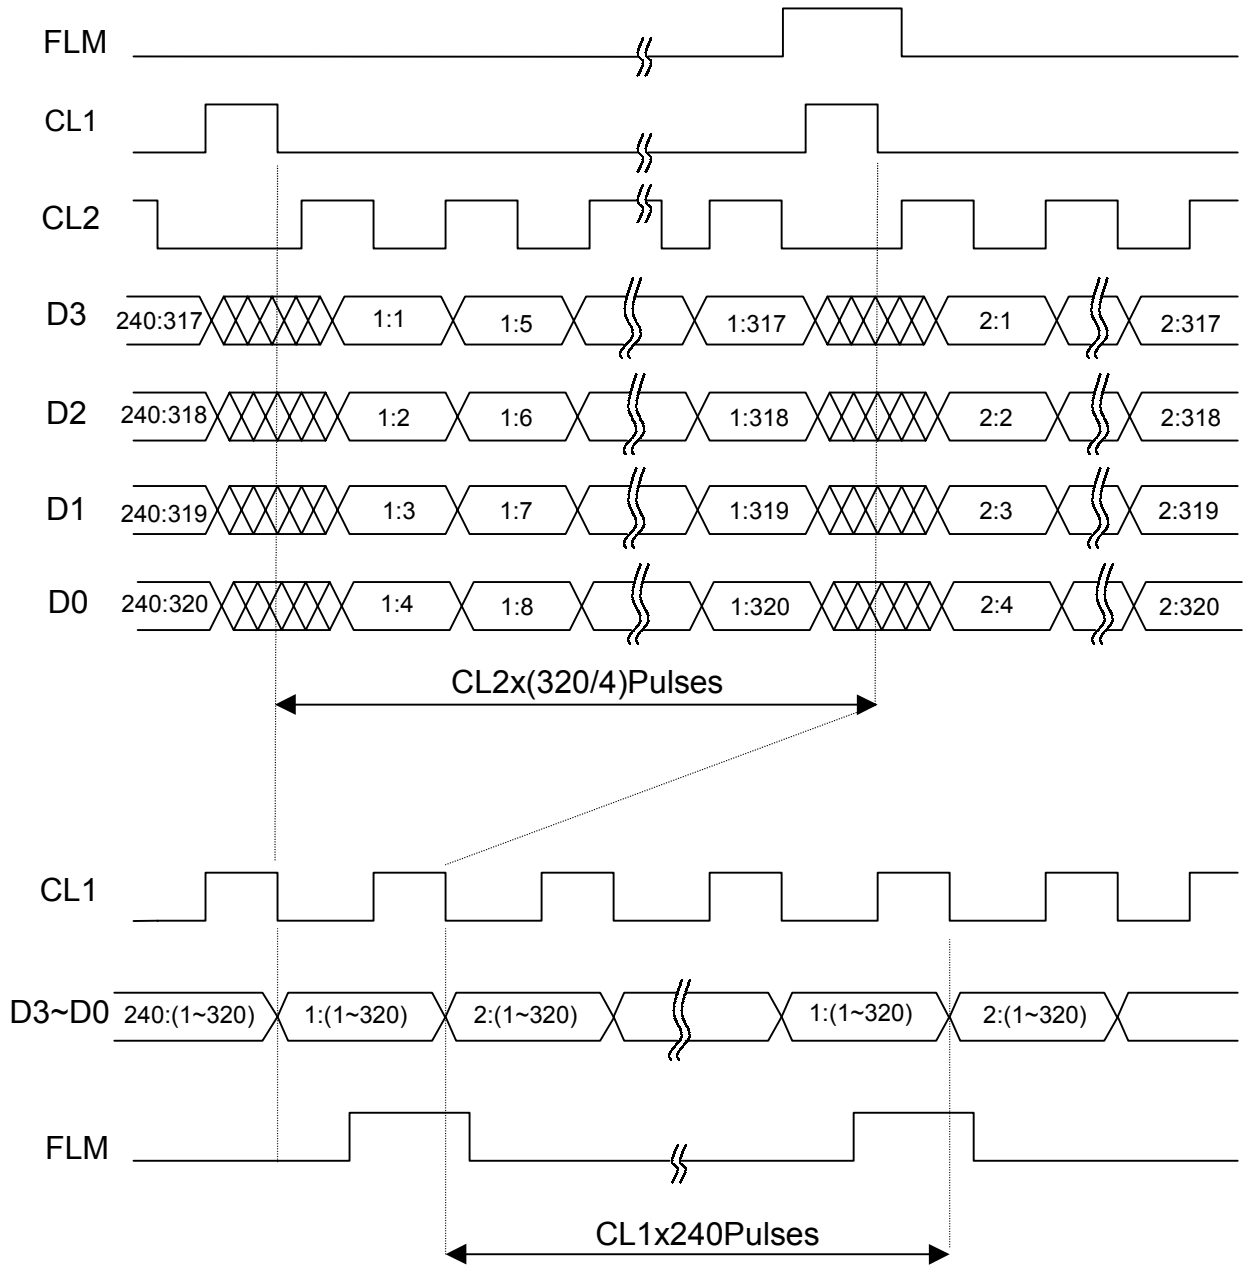 FLM
CL1
CL2
D3 240:317 1:1 1:5 1:317 2:1 2:317
D2 240:318 1:2 1:6 1:318 2:2 2:318
D1 240:319 1:3 1:7 1:319 2:3 2:319
D0 240:320 1:4 1:8 1:320 2:4 2:320
CL2x(320/4)Pulses
CL1
D3~D0 240:(1~320) 1:(1~320) 2:(1~320) 1:(1~320) 2:(1~320)
FLM
CL1x240Pulses